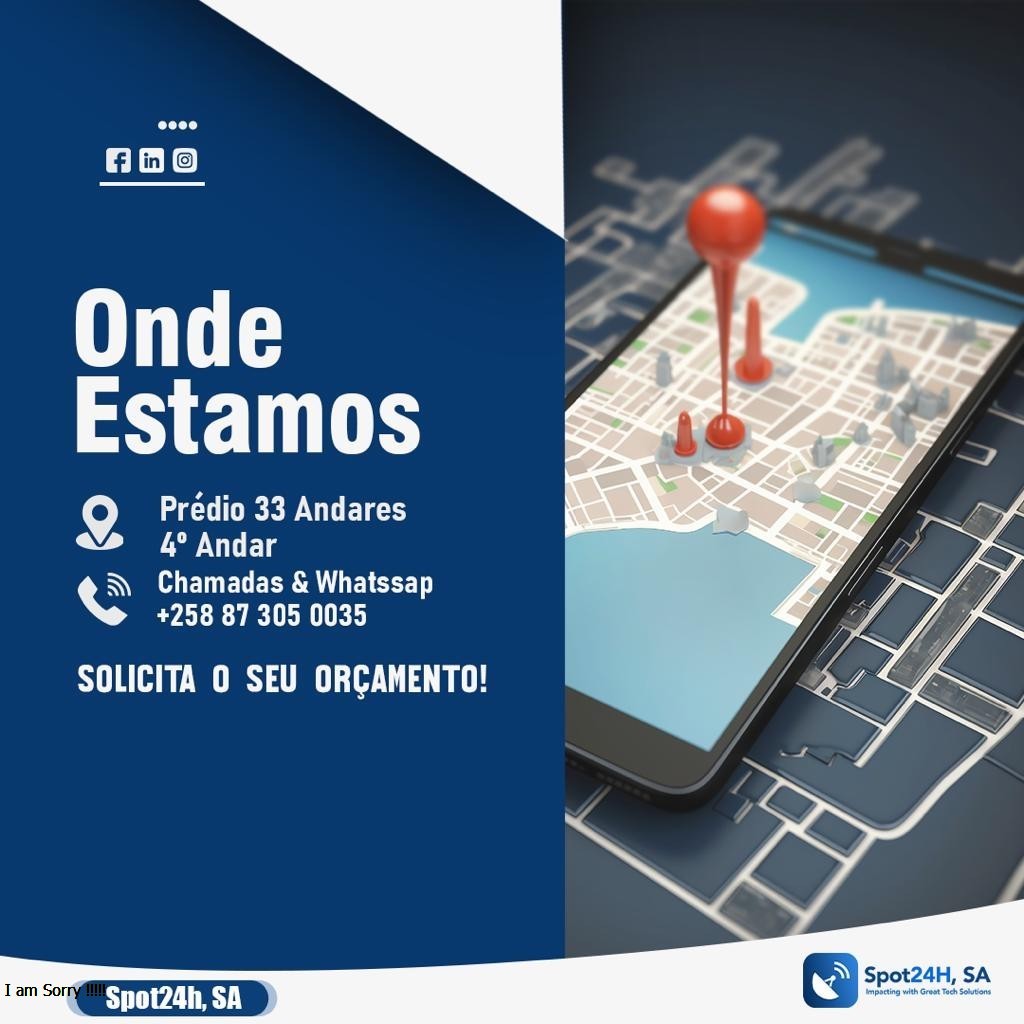 Onde
Estamos
Prédio 33 Andares
4º Andar
Chamadas & Whatssap
+258 87 305 0035
SOLICITA O SEU ORÇAMENTO!
I am Sorry !!!!!
Spot24h, SA
Spot24H, SA
Impacting with Great Tech Solutions